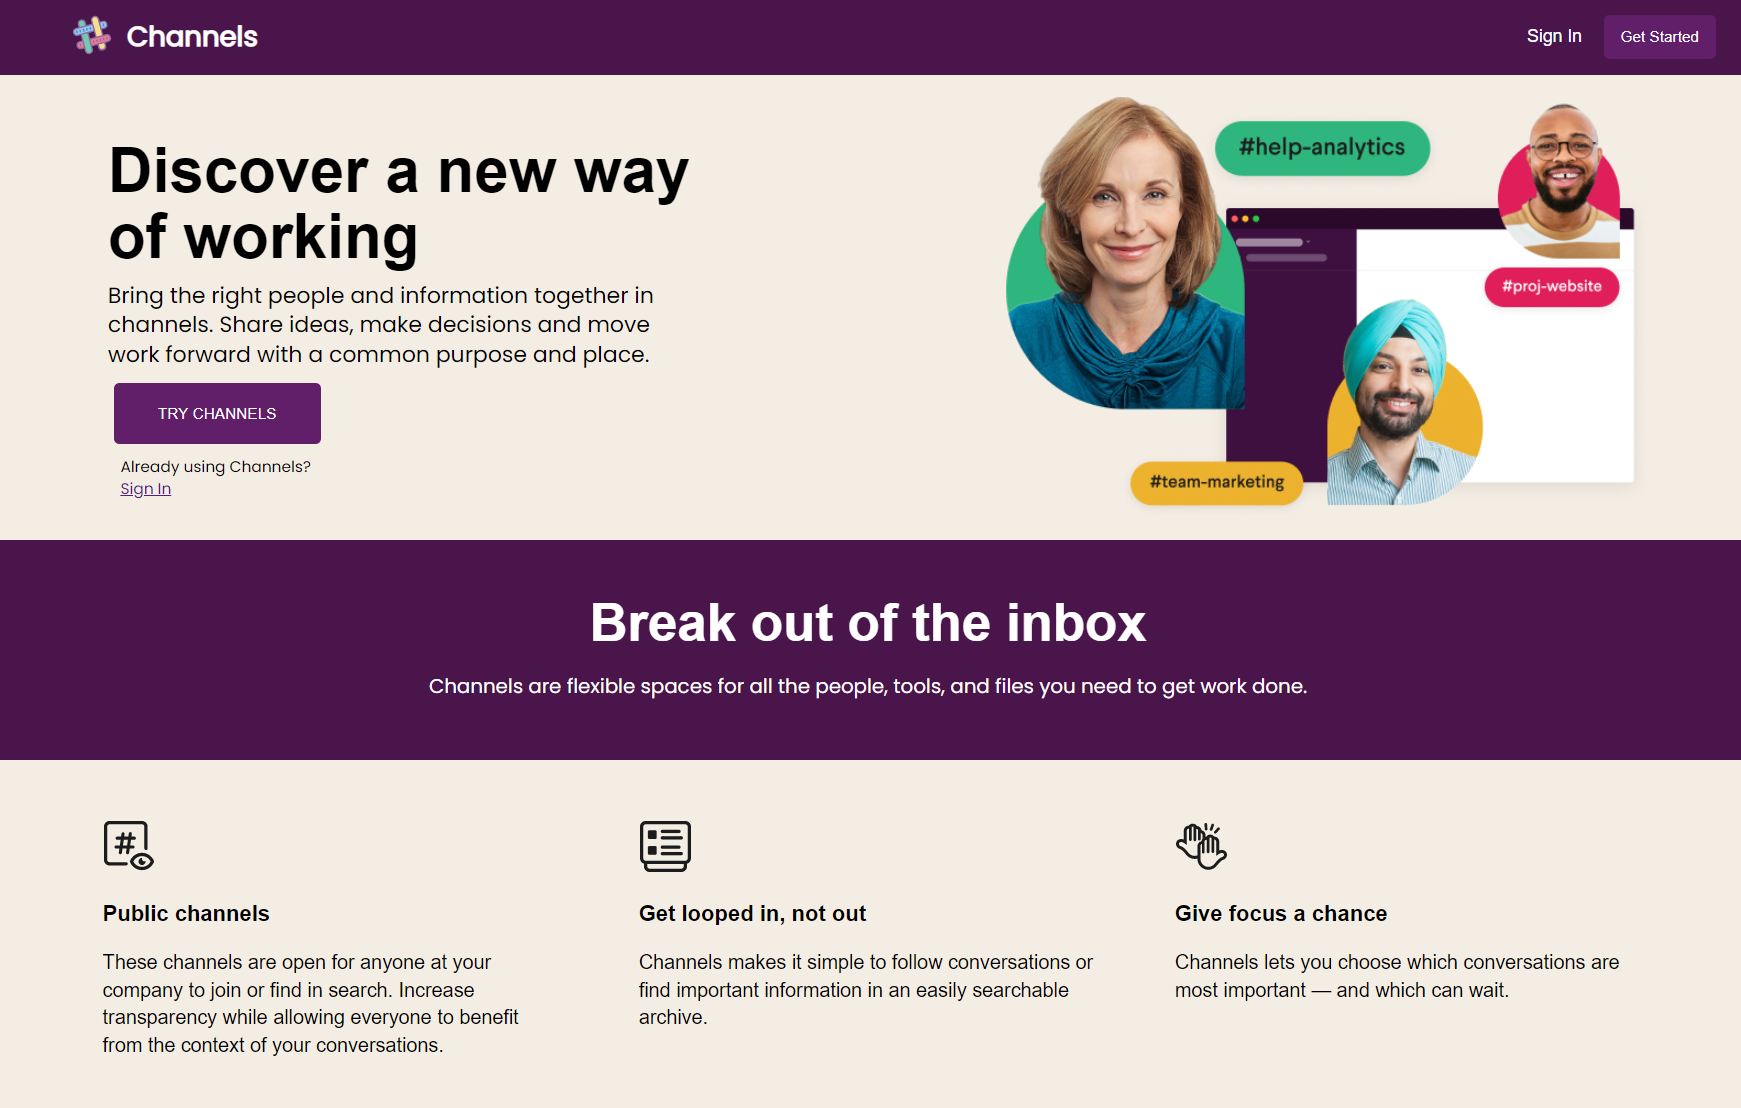 Channels
Sign In
Get Started
Discover a new way
of working
Bring the right people and information together in
channels. Share ideas, make decisions and move
work forward with a common purpose and place.
TRY CHANNELS
Already using Channels?
Sign In
#help-analytics
#proj-website
#team-marketing
Break out of the inbox
Channels are flexible spaces for all the people, tools, and files you need to get work done.
#
Public channels
These channels are open for anyone at your
company to join or find in search. Increase
transparency while allowing everyone to benefit
from the context of your conversations.
Get looped in, not out
Channels makes it simple to follow conversations or
find important information in an easily searchable
archive.
Give focus a chance
Channels lets you choose which conversations are
most important — and which can wait.